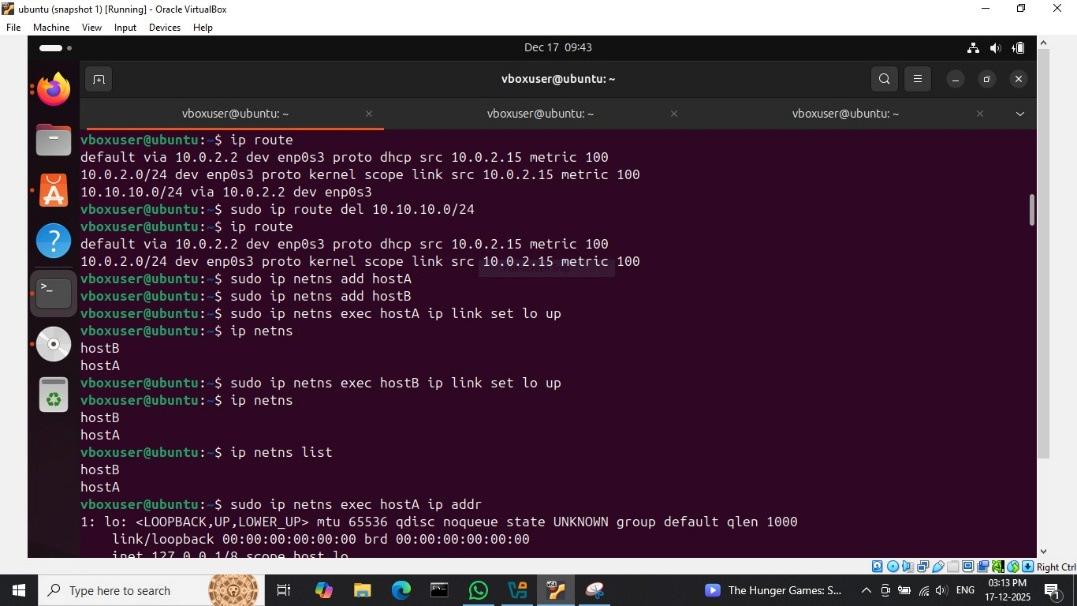 ubuntu (snapshot 1) [Running] - Oracle VirtualBox
File Machine View Input Devices Help
Dec 17 09:43
vboxuser@ubuntu: ~
vboxuser@ubuntu: ~ vboxuser@ubuntu: ~ vboxuser@ubuntu: ~
vboxuser@ubuntu:~$ ip route
default via 10.0.2.2 dev enp0s3 proto dhcp src 10.0.2.15 metric 100
10.0.2.0/24 dev enp0s3 proto kernel scope link src 10.0.2.15 metric 100
10.10.10.0/24 via 10.0.2.2 dev enp0s3
vboxuser@ubuntu:~$ sudo ip route del 10.10.10.0/24
vboxuser@ubuntu:~$ ip route
default via 10.0.2.2 dev enp0s3 proto dhcp src 10.0.2.15 metric 100
10.0.2.0/24 dev enp0s3 proto kernel scope link src 10.0.2.15 metric 100
vboxuser@ubuntu:~$ sudo ip netns add hostA
vboxuser@ubuntu:~$ sudo ip netns add hostB
vboxuser@ubuntu:~$ sudo ip netns exec hostA ip link set lo up
vboxuser@ubuntu:~$ ip netns
hostB
hostA
vboxuser@ubuntu:~$ sudo ip netns exec hostB ip link set lo up
vboxuser@ubuntu:~$ ip netns
hostB
hostA
vboxuser@ubuntu:~$ ip netns list
hostB
hostA
vboxuser@ubuntu:~$ sudo ip netns exec hostA ip addr
1: lo: <LOOPBACK,UP,LOWER_UP> mtu 65536 qdisc noqueue state UNKNOWN group default qlen 1000
link/loopback 00:00:00:00:00:00 brd 00:00:00:00:00:00
inet 127.0.0.1/8 scope host lo
Right Ctrl
Type here to search
The Hunger Games: S...
ENG
03:13 PM
17-12-2025
1